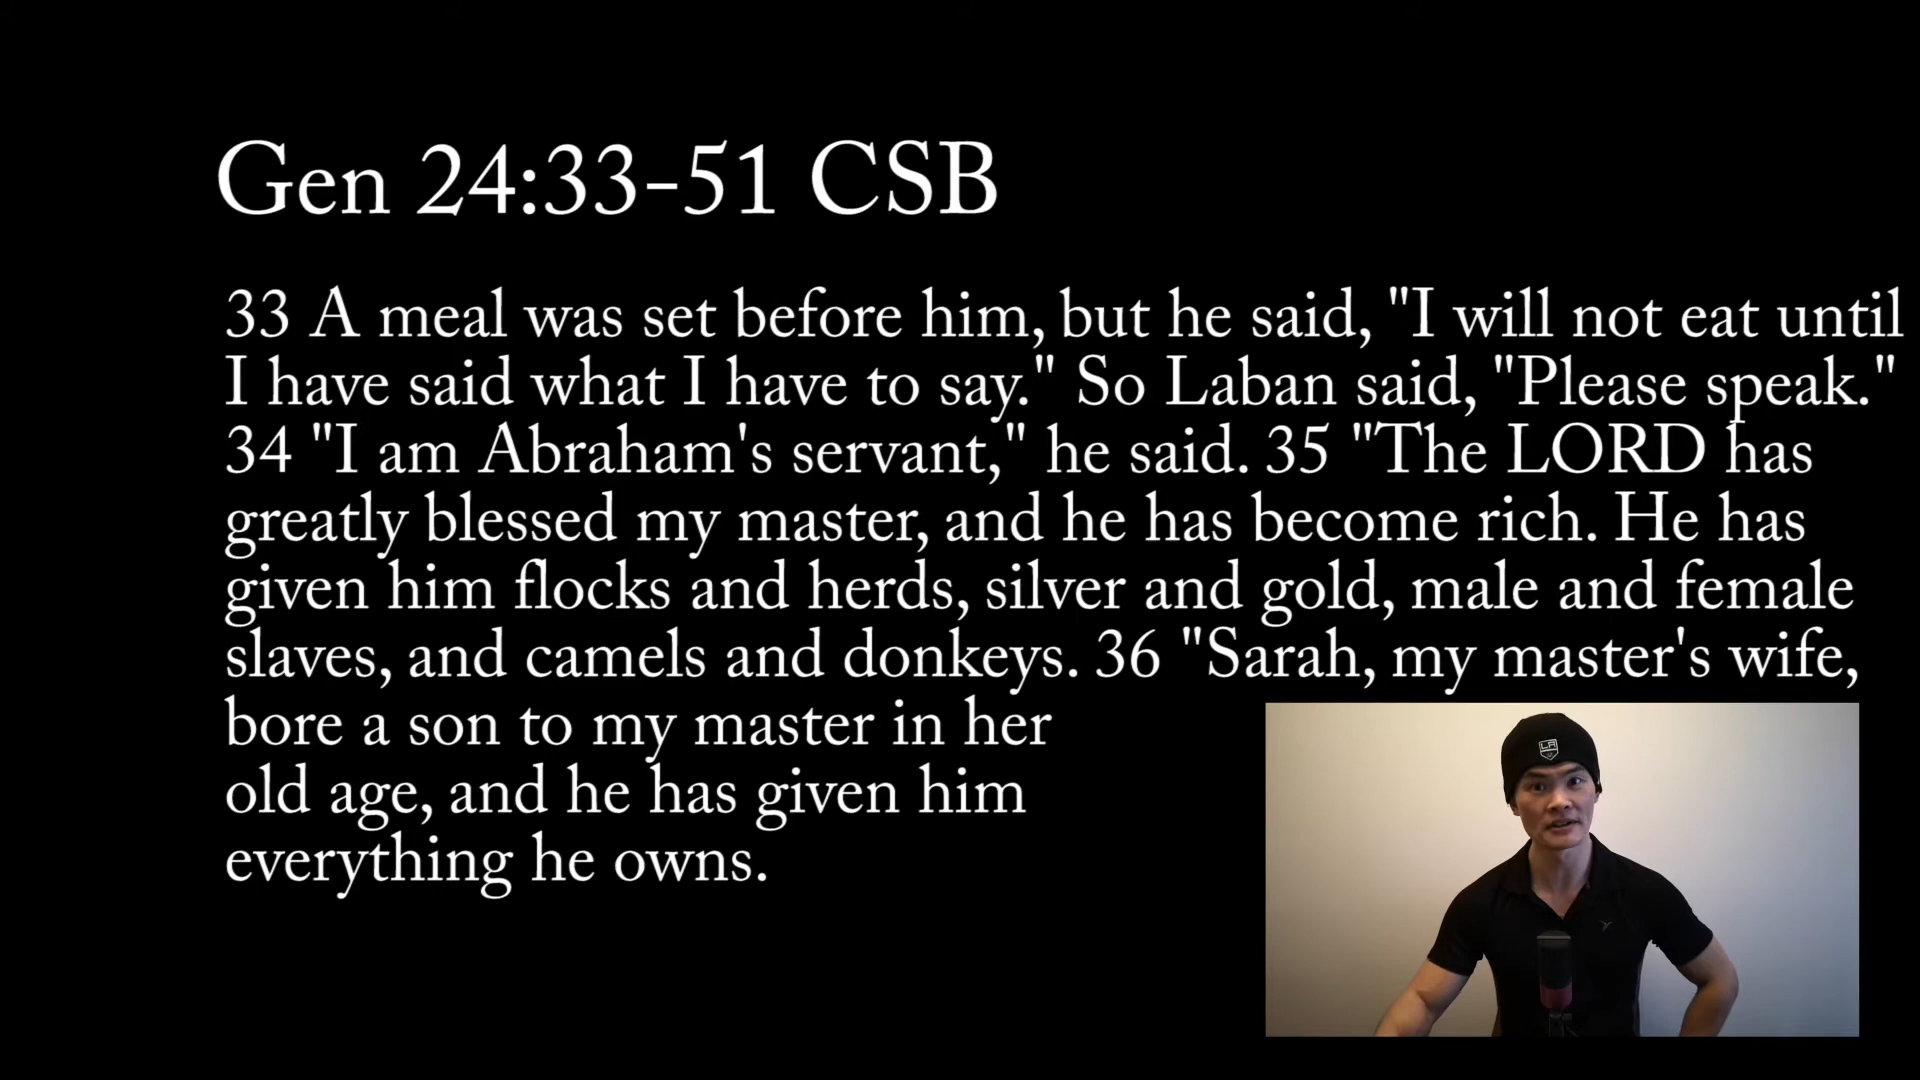 Gen 24:33-51 CSB
33 A meal was set before him, but he said, "I will not eat until
I have said what I have to say." So Laban said, "Please speak."
34 "I am Abraham's servant," he said. 35 "The LORD has
greatly blessed my master, and he has become rich. He has
given him flocks and herds, silver and gold, male and female
slaves, and camels and donkeys. 36 "Sarah, my master's wife,
bore a son to my master in her
old age, and he has given him
everything he owns.
LA